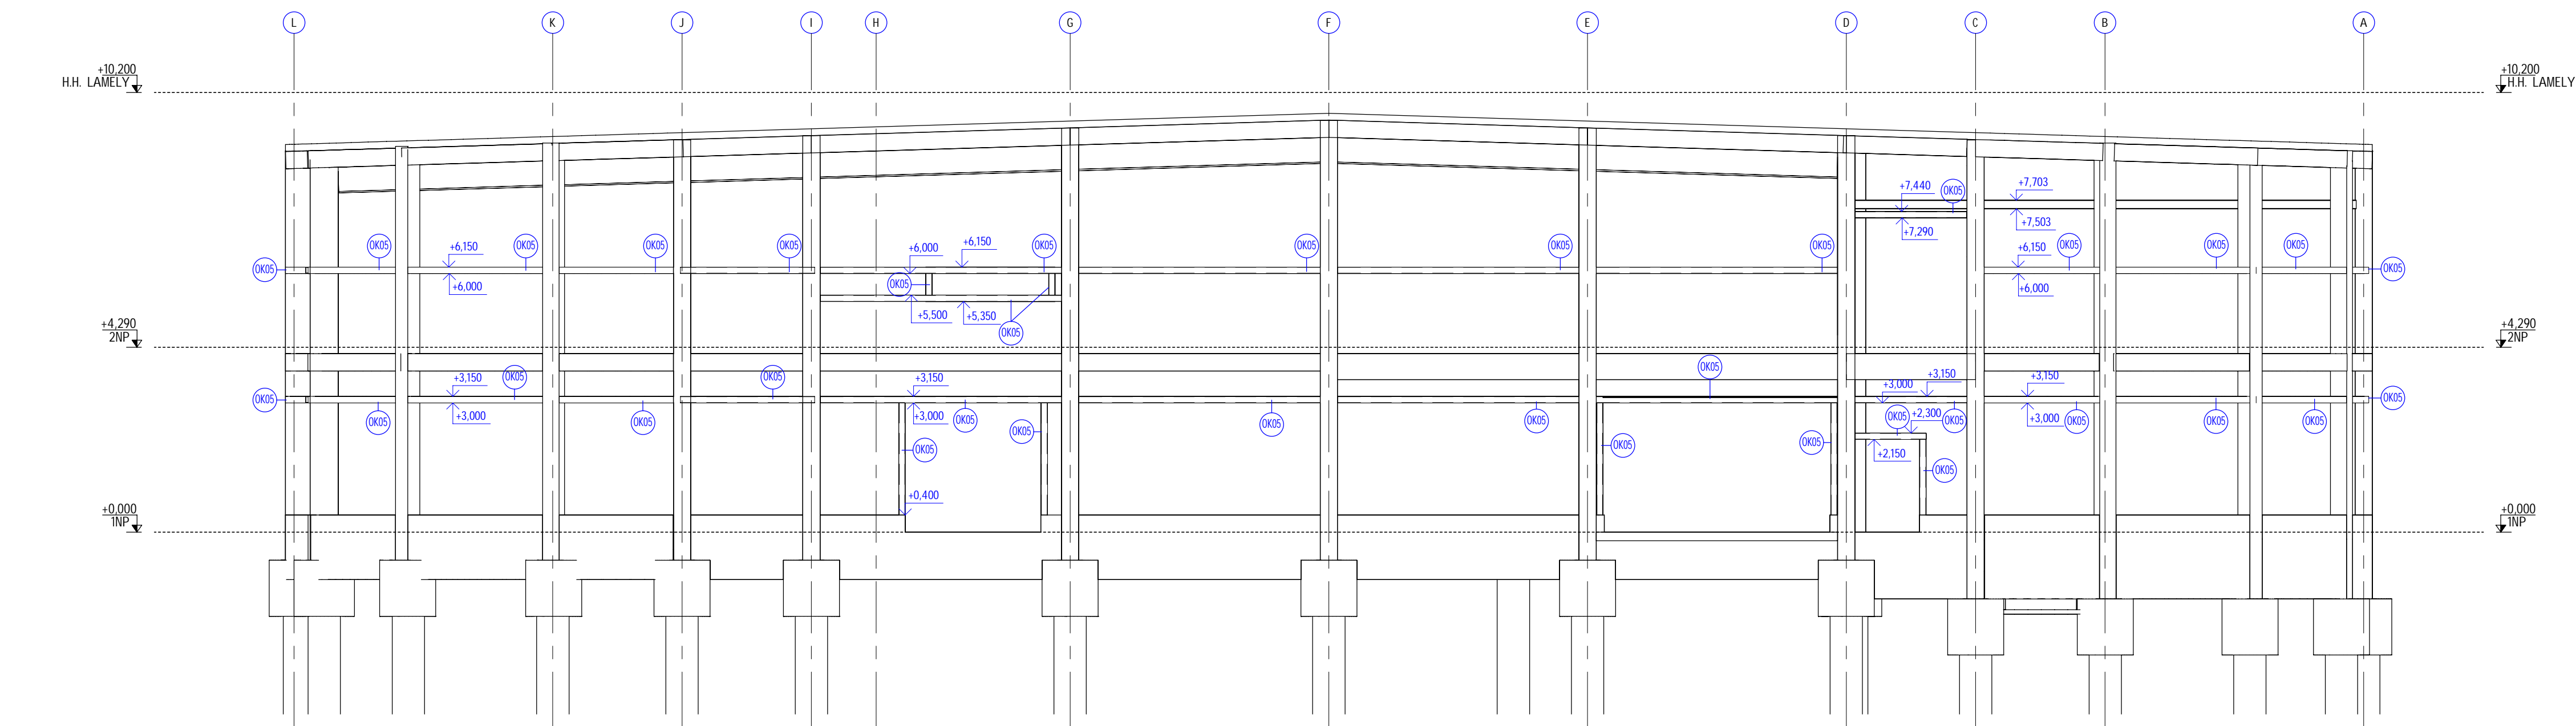 L K J I H G F E D C B A
+10,200 +10,200
H.H. LAMELY H.H. LAMELY
+7,440 OK05 +7,703
+7,503
+7,290
OK05 +6,150 OK05 OK05 OK05 +6,000 +6,150 OK05 OK05 OK05 OK05 +6,150 OK05 OK05 OK05
OK05 OK05
+6,000 OK05 +6,000
+5,500 +5,350
OK05
+4,290 +4,290
2NP 2NP
OK05
+3,150 OK05 OK05 +3,150 +3,000 +3,150 +3,150
OK05 OK05
+3,000 +3,000 OK05 OK05 +2,300 +3,000
OK05 OK05 OK05 OK05 OK05 OK05 OK05 OK05 OK05
OK05 OK05 OK05
OK05 +2,150
OK05
+0,400
+0,000 +0,000
1NP 1NP